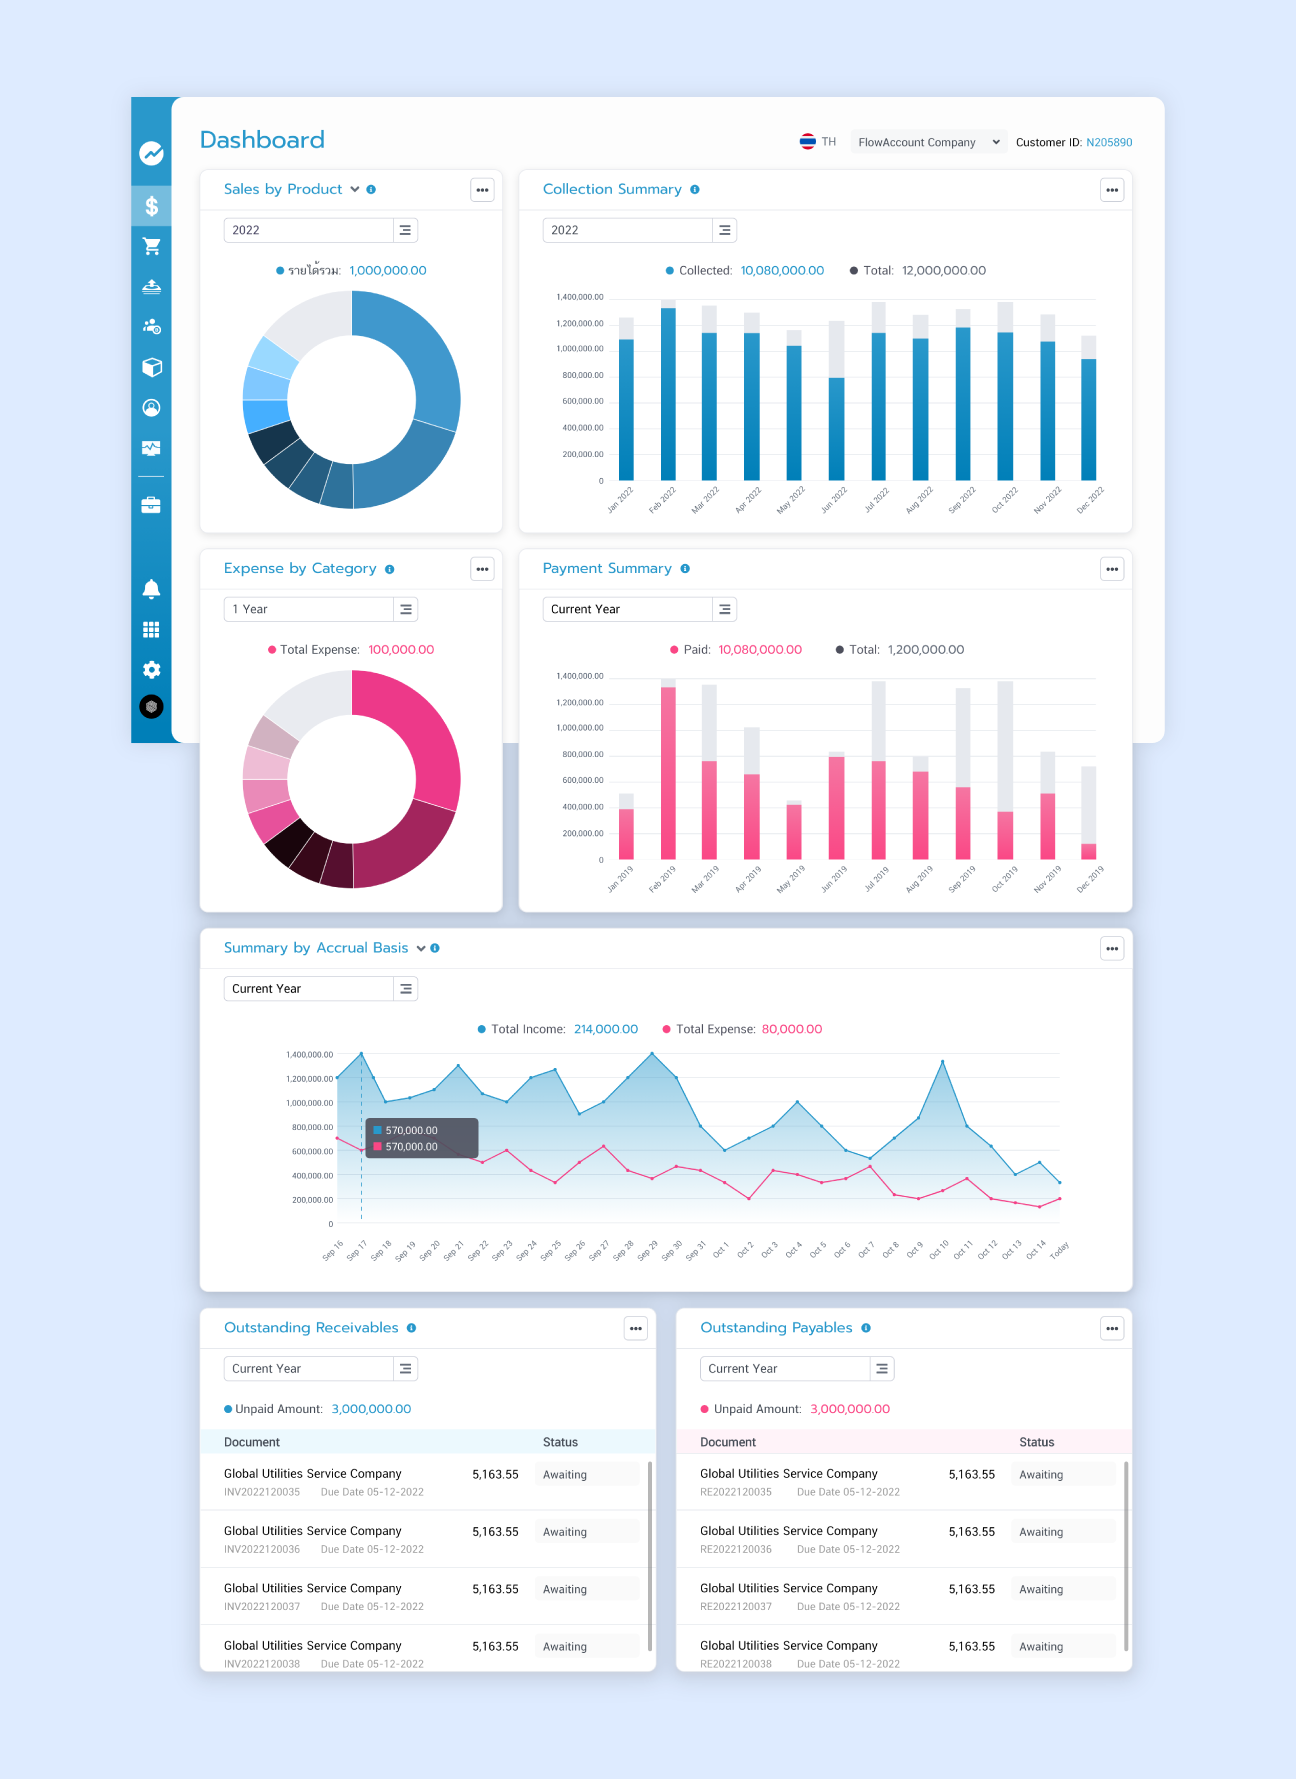 Dashboard
TH
FlowAccount Company
Customer ID: N205890
Sales by Product
2022
รายได้รวม: 1,000,000.00
Collection Summary
2022
Collected: 10,080,000.00 Total: 12,000,000.00
1,400,000.00
1,200,000.00
1,000,000.00
800,000.00
600,000.00
400,000.00
200,000.00
0
Jan 2022 Feb 2022 Mar 2022 Apr 2022 May 2022 Jun 2022 Jul 2022 Aug 2022 Sep 2022 Oct 2022 Nov 2022 Dec 2022
Expense by Category
1 Year
Total Expense: 100,000.00
Payment Summary
Current Year
Paid: 10,080,000.00 Total: 1,200,000.00
1,400,000.00
1,200,000.00
1,000,000.00
800,000.00
600,000.00
400,000.00
200,000.00
0
Jan 2019 Feb 2019 Mar 2019 Apr 2019 May 2019 Jun 2019 Jul 2019 Aug 2019 Sep 2019 Oct 2019 Nov 2019 Dec 2019
Summary by Accrual Basis
Current Year
Total Income: 214,000.00 Total Expense: 80,000.00
1,400,000.00
1,200,000.00
1,000,000.00
800,000.00
600,000.00
400,000.00
200,000.00
0
570,000.00
570,000.00
Sep 16 Sep 17 Sep 18 Sep 19 Sep 20 Sep 21 Sep 22 Sep 23 Sep 24 Sep 25 Sep 26 Sep 27 Sep 28 Sep 29 Sep 30 Sep 31 Oct 1 Oct 2 Oct 3 Oct 4 Oct 5 Oct 6 Oct 7 Oct 8 Oct 9 Oct 10 Oct 11 Oct 12 Oct 13 Oct 14 Today
Outstanding Receivables
Current Year
Unpaid Amount: 3,000,000.00
Document Status
Global Utilities Service Company 5,163.55 Awaiting
INV2022120035 Due Date 05-12-2022
Global Utilities Service Company 5,163.55 Awaiting
INV2022120036 Due Date 05-12-2022
Global Utilities Service Company 5,163.55 Awaiting
INV2022120037 Due Date 05-12-2022
Global Utilities Service Company 5,163.55 Awaiting
INV2022120038 Due Date 05-12-2022
Outstanding Payables
Current Year
Unpaid Amount: 3,000,000.00
Document Status
Global Utilities Service Company 5,163.55 Awaiting
RE2022120035 Due Date 05-12-2022
Global Utilities Service Company 5,163.55 Awaiting
RE2022120036 Due Date 05-12-2022
Global Utilities Service Company 5,163.55 Awaiting
RE2022120037 Due Date 05-12-2022
Global Utilities Service Company 5,163.55 Awaiting
RE2022120038 Due Date 05-12-2022